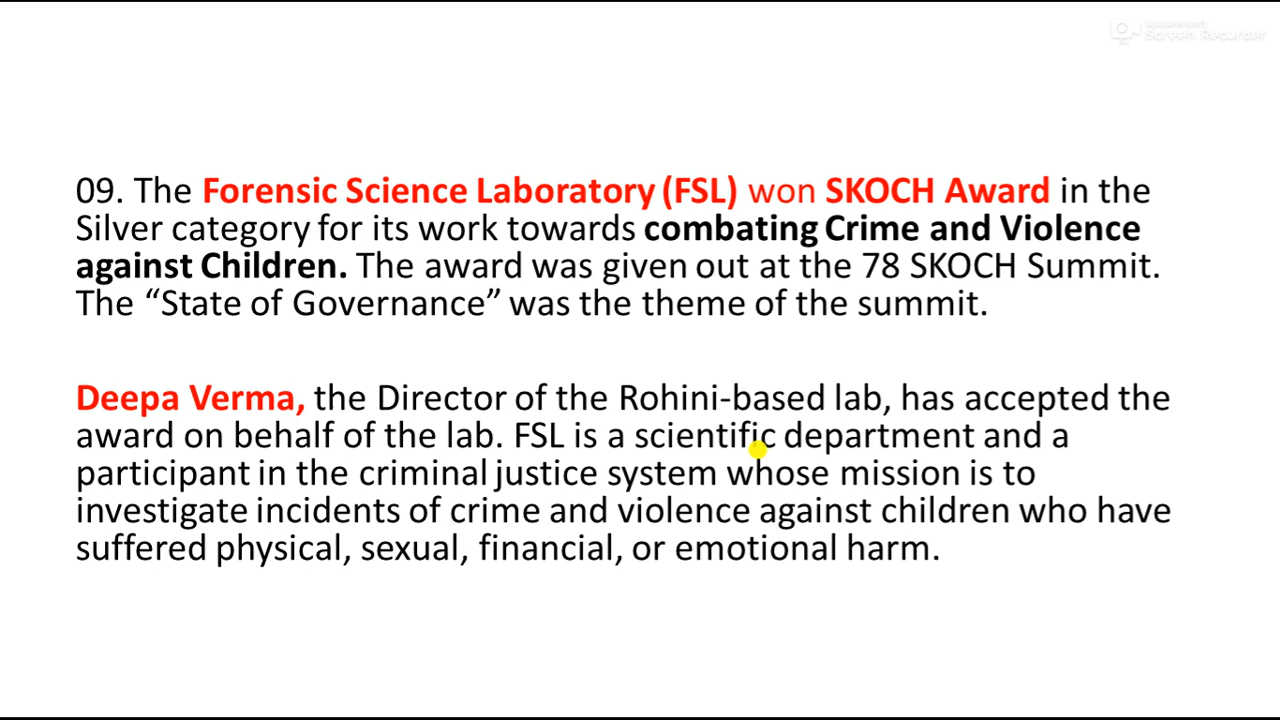 Apowersoft
Screen Recorder
09. The Forensic Science Laboratory (FSL) won SKOCH Award in the
Silver category for its work towards combating Crime and Violence
against Children. The award was given out at the 78 SKOCH Summit.
The “State of Governance” was the theme of the summit.
Deepa Verma, the Director of the Rohini-based lab, has accepted the
award on behalf of the lab. FSL is a scientific department and a
participant in the criminal justice system whose mission is to
investigate incidents of crime and violence against children who have
suffered physical, sexual, financial, or emotional harm.